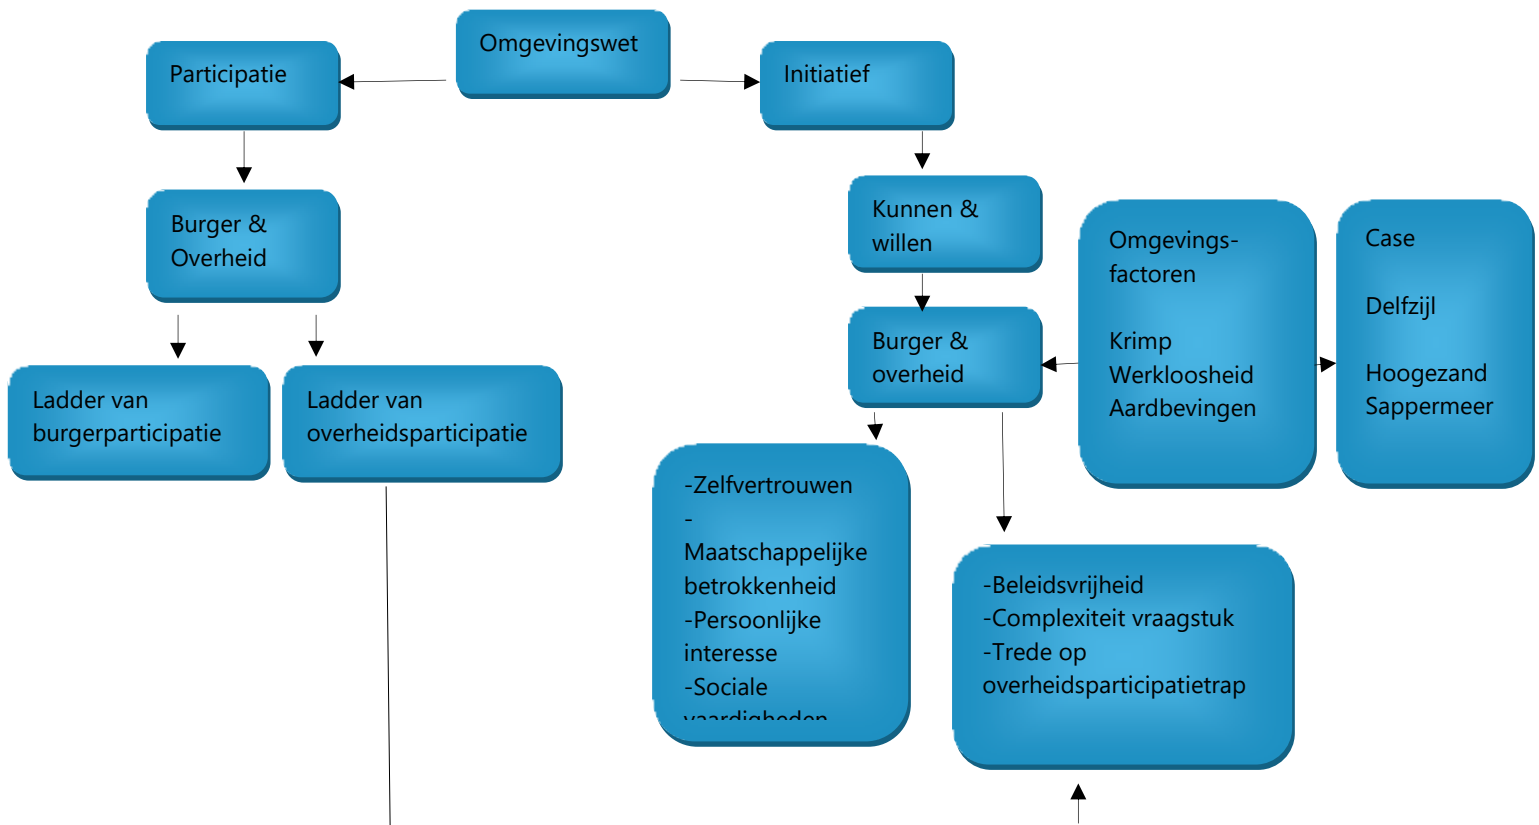 Omgevingswet
Participatie
Initiatief
Burger &
Overheid
Kunnen &
willen
Omgevings-
factoren
Krimp
Werkloosheid
Aardbevingen
Case
Delfzijl
Hoogezand
Sappermeer
Burger &
overheid
Ladder van
burgerparticipatie
Ladder van
overheidsparticipatie
-Zelfvertrouwen
-
Maatschappelijke
betrokkenheid
-Persoonlijke
interesse
-Sociale
vaardigheden
-Beleidsvrijheid
-Complexiteit vraagstuk
-Trede op
overheidsparticipatietrap